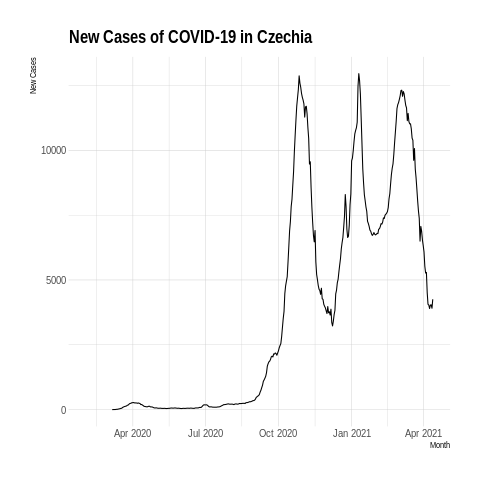 New Cases of COVID-19 in Czechia
New Cases
10000
5000
0
Apr 2020 Jul 2020 Oct 2020 Jan 2021 Apr 2021
Month